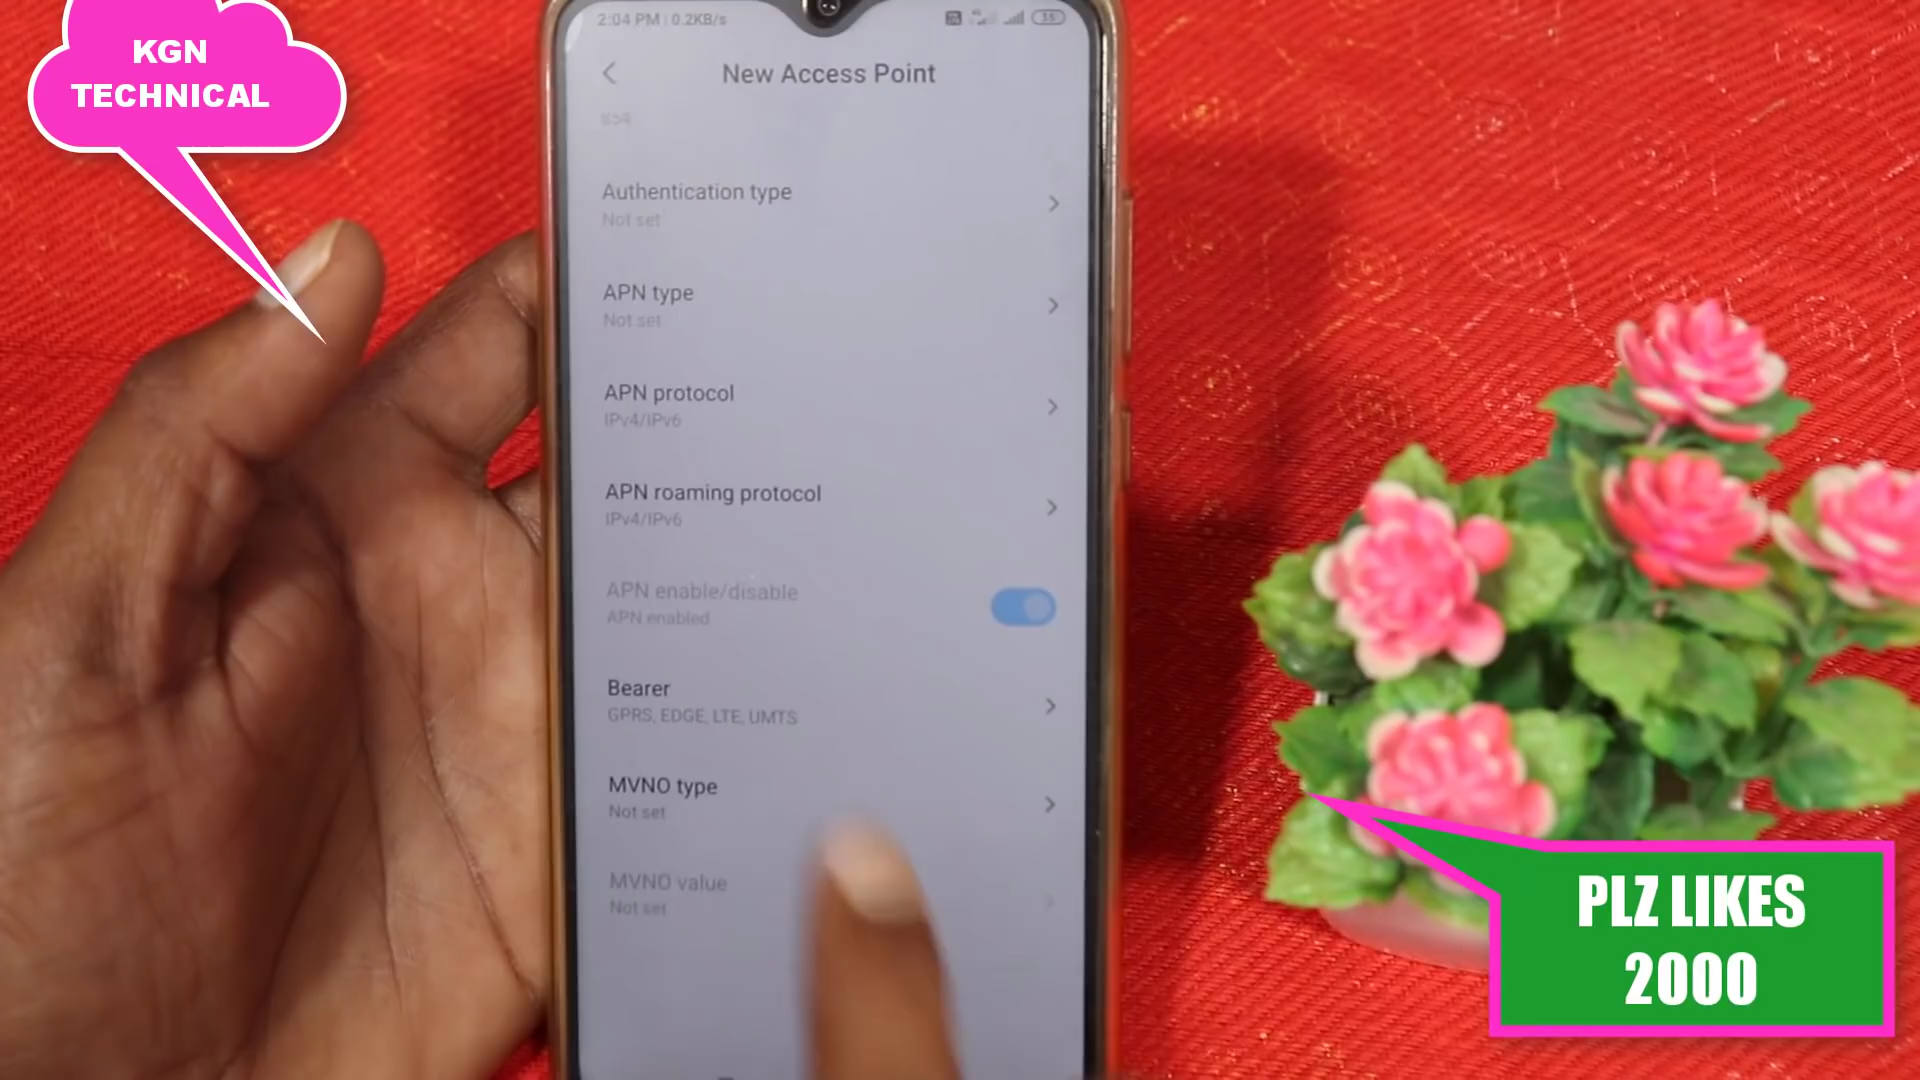 KGN
TECHNICAL
2:04 PM | 0.2KB/s
35
New Access Point
Authentication type
Not set
APN type
Not set
APN protocol
IPv4/IPv6
APN roaming protocol
IPv4/IPv6
APN enable/disable
APN enabled
Bearer
GPRS, EDGE, LTE, UMTS
MVNO type
Not set
MVNO value
Not set
PLZ LIKES
2000